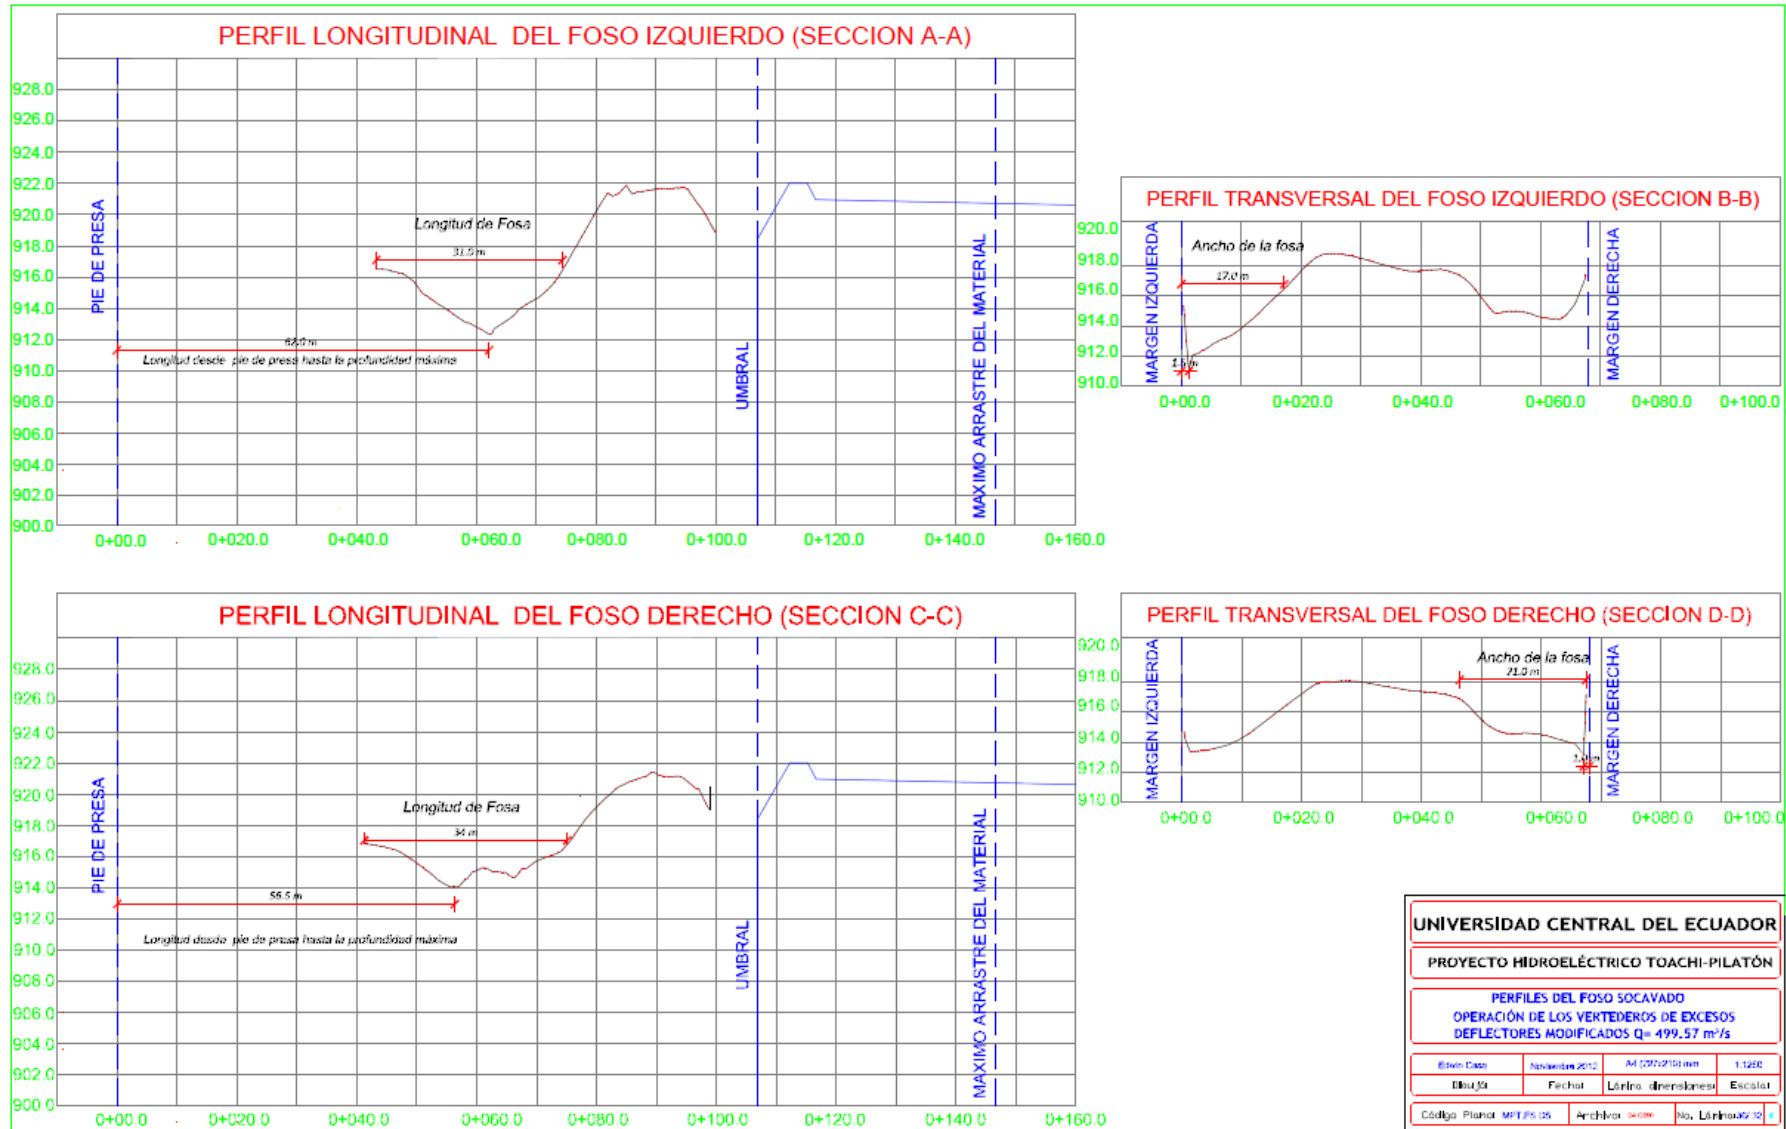 PERFIL LONGITUDINAL DEL FOSO IZQUIERDO (SECCION A-A)
928.0
926.0
924.0
922.0
920.0
918.0
916.0
914.0
912.0
910.0
908.0
906.0
904.0
902.0
900.0
PIE DE PRESA
Longitud de Fosa
31.0 m
62.0 m
Longitud desde pie de presa hasta la profundidad máxima
UMBRAL
MAXIMO ARRASTRE DEL MATERIAL
0+00.0 0+020.0 0+040.0 0+060.0 0+080.0 0+100.0 0+120.0 0+140.0 0+160.0
PERFIL TRANSVERSAL DEL FOSO IZQUIERDO (SECCION B-B)
920.0
918.0
916.0
914.0
912.0
910.0
MARGEN IZQUIERDA
Ancho de la fosa
17.0 m
MARGEN DERECHA
0+00.0 0+020.0 0+040.0 0+060.0 0+080.0 0+100.0
PERFIL LONGITUDINAL DEL FOSO DERECHO (SECCION C-C)
928.0
926.0
924.0
922.0
920.0
918.0
916.0
914.0
912.0
910.0
908.0
906.0
904.0
902.0
900.0
PIE DE PRESA
Longitud de Fosa
34 m
56.5 m
Longitud desde pie de presa hasta la profundidad máxima
UMBRAL
MAXIMO ARRASTRE DEL MATERIAL
0+00.0 0+020.0 0+040.0 0+060.0 0+080.0 0+100.0 0+120.0 0+140.0 0+160.0
PERFIL TRANSVERSAL DEL FOSO DERECHO (SECCION D-D)
920.0
918.0
916.0
914.0
912.0
910.0
MARGEN IZQUIERDA
Ancho de la fosa
21.0 m
MARGEN DERECHA
0+00.0 0+020.0 0+040.0 0+060.0 0+080.0 0+100.0
UNIVERSIDAD CENTRAL DEL ECUADOR
PROYECTO HIDROELÉCTRICO TOACHI-PILATÓN
PERFILES DEL FOSO SOCAVADO
OPERACIÓN DE LOS VERTEDEROS DE EXCESOS
DEFLECTORES MODIFICADOS Q= 499.57 m³/s
Edwin Casa Noviembre 2012 A4 (297x210) mm 1:1250
Dibujó: Fecha: Lámina dimensiones: Escala:
Código Plano: Archivo: No. Lámina: